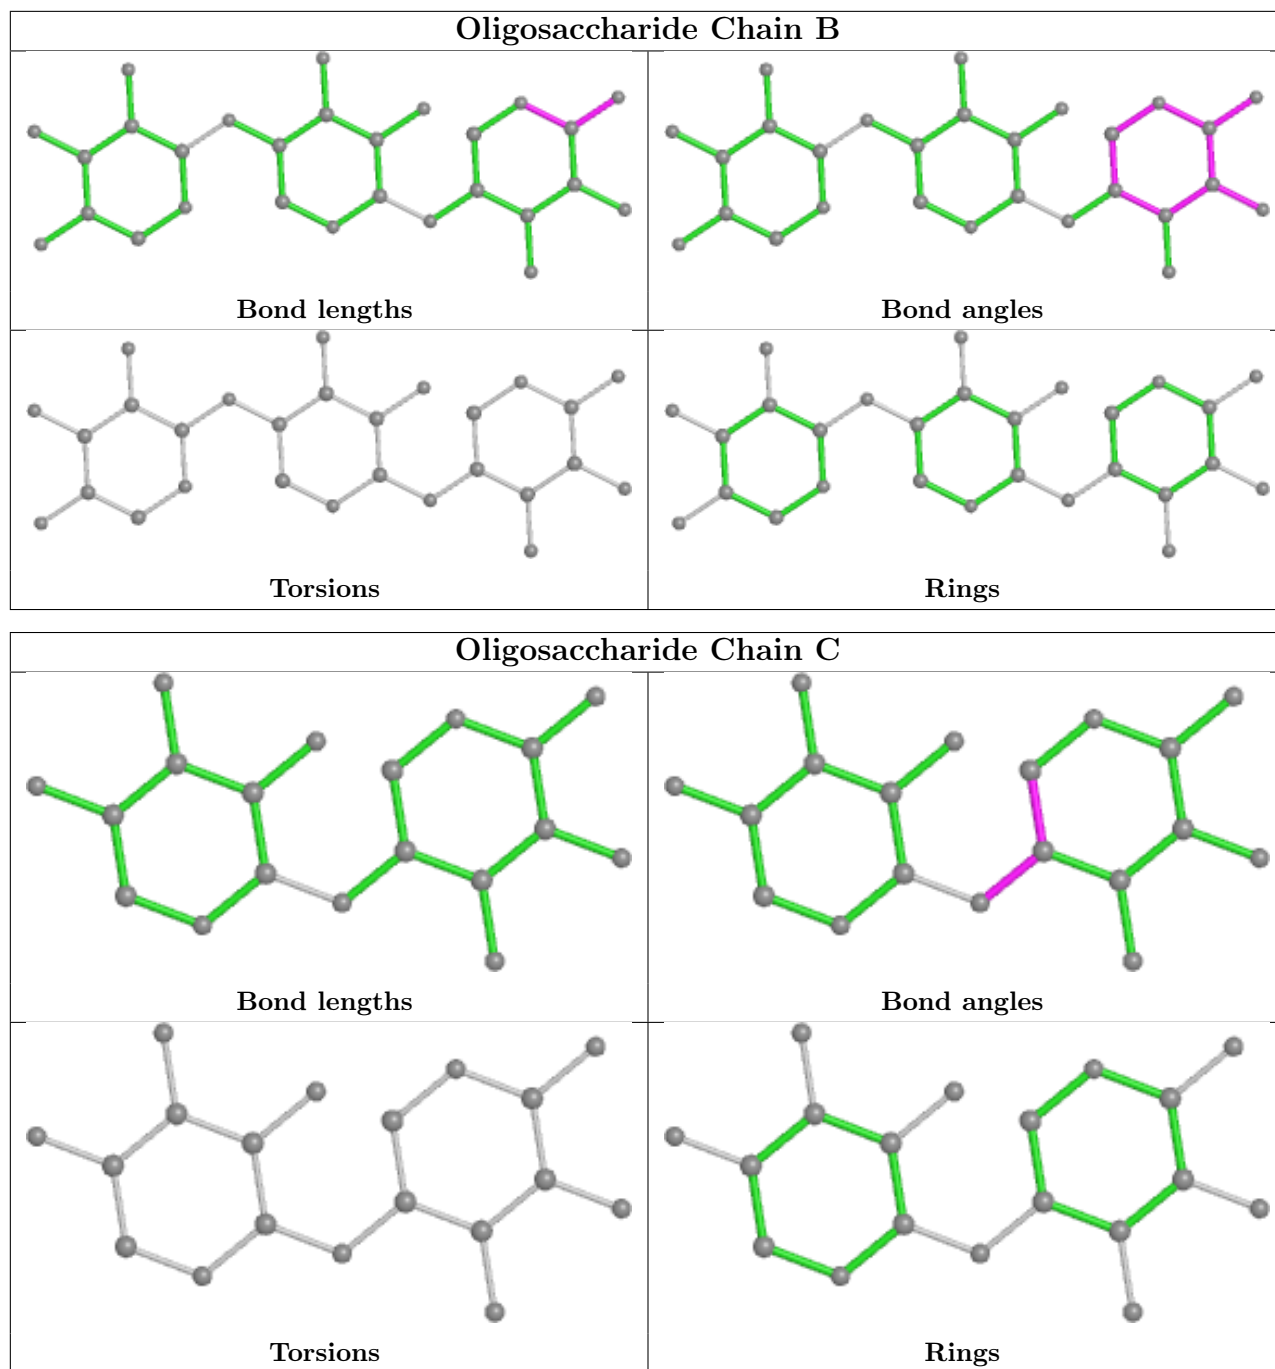 Oligosaccharide Chain B
Bond lengths
Bond angles
Torsions
Rings
Oligosaccharide Chain C
Bond lengths
Bond angles
Torsions
Rings